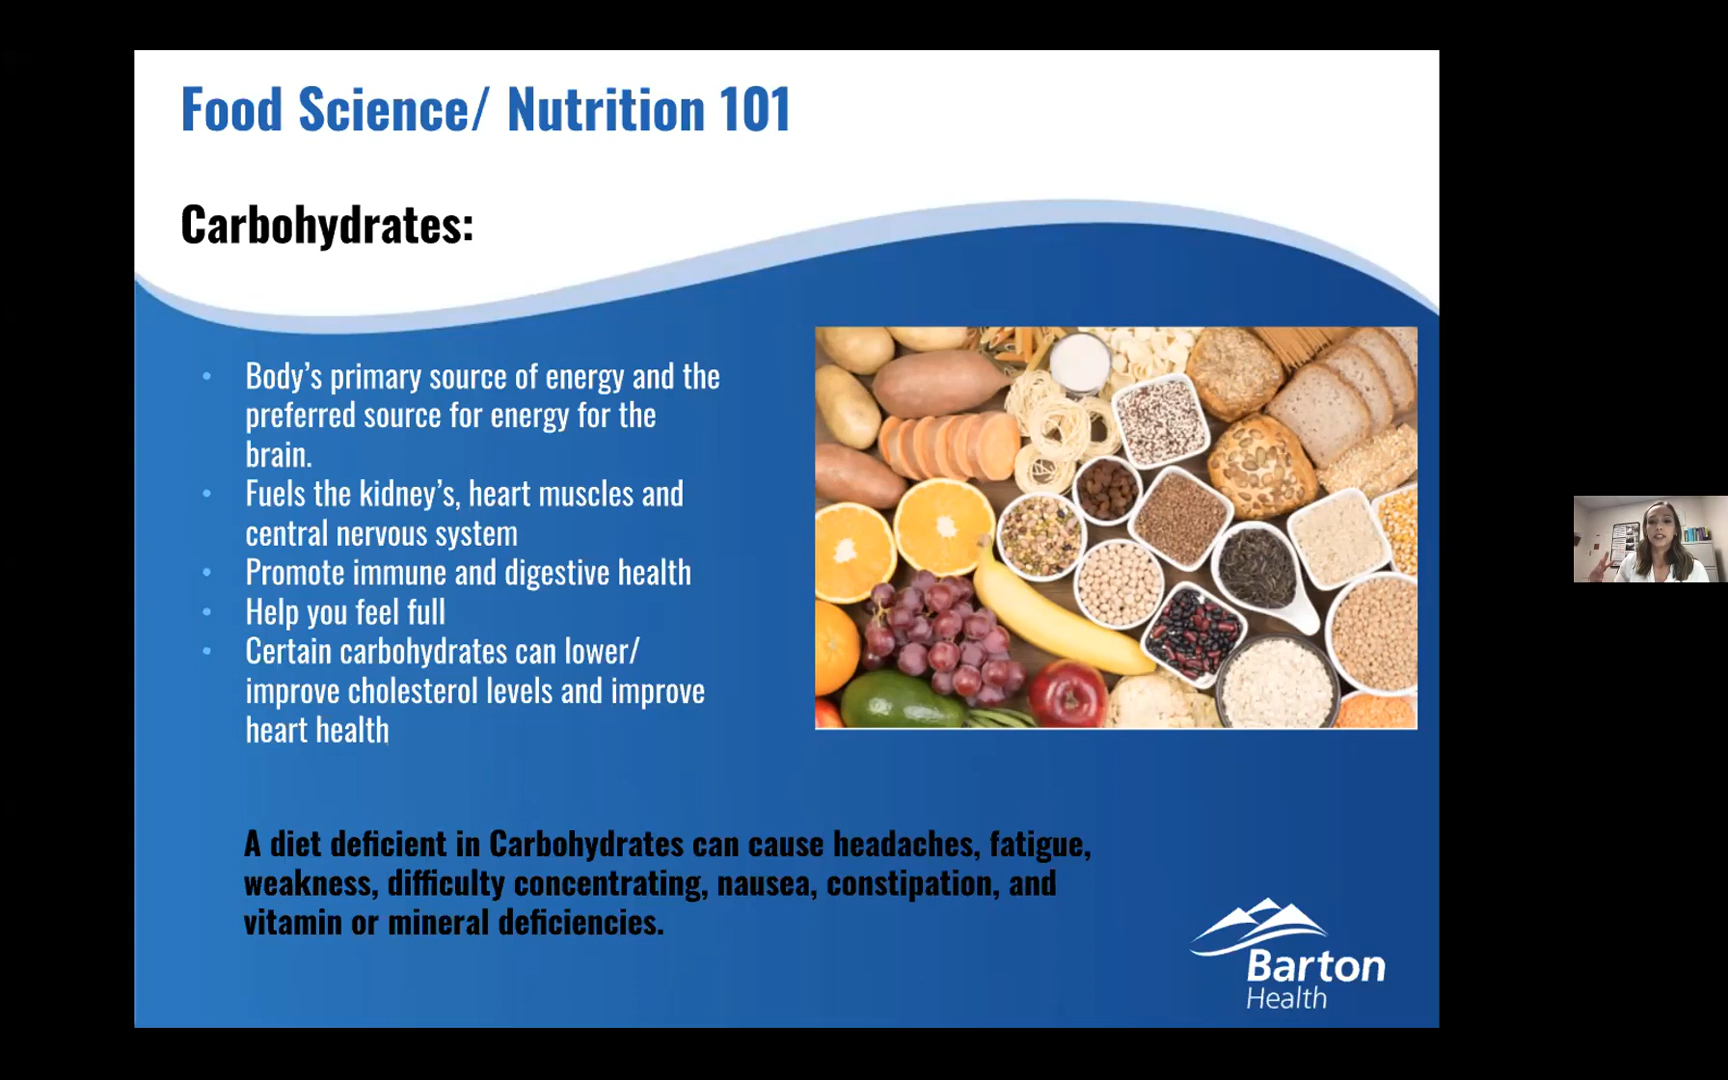 Food Science/ Nutrition 101
Carbohydrates:
Body's primary source of energy and the
preferred source for energy for the
brain.
Fuels the kidney's, heart muscles and
central nervous system
Promote immune and digestive health
Help you feel full
Certain carbohydrates can lower/
improve cholesterol levels and improve
heart health
A diet deficient in Carbohydrates can cause headaches, fatigue,
weakness, difficulty concentrating, nausea, constipation, and
vitamin or mineral deficiencies.
Barton
Health